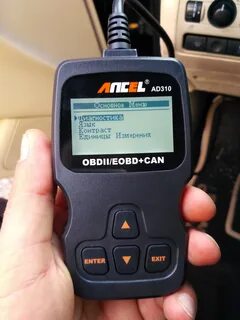 ANCEL
AD310
Основное Меню
Диагностика
Язык
Контраст
Единицы Измерения
OBDII/EOBD+CAN
ENTER
EXIT